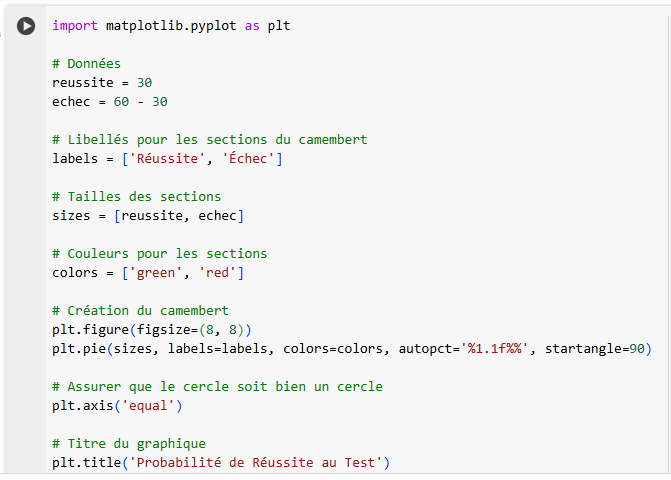 import matplotlib.pyplot as plt
# Données
reussite = 30
echec = 60 - 30
# Libellés pour les sections du camembert
labels = ['Réussite', 'Échec']
# Tailles des sections
sizes = [reussite, echec]
# Couleurs pour les sections
colors = ['green', 'red']
# Création du camembert
plt.figure(figsize=(8, 8))
plt.pie(sizes, labels=labels, colors=colors, autopct='%1.1f%%', startangle=90)
# Assurer que le cercle soit bien un cercle
plt.axis('equal')
# Titre du graphique
plt.title('Probabilité de Réussite au Test')